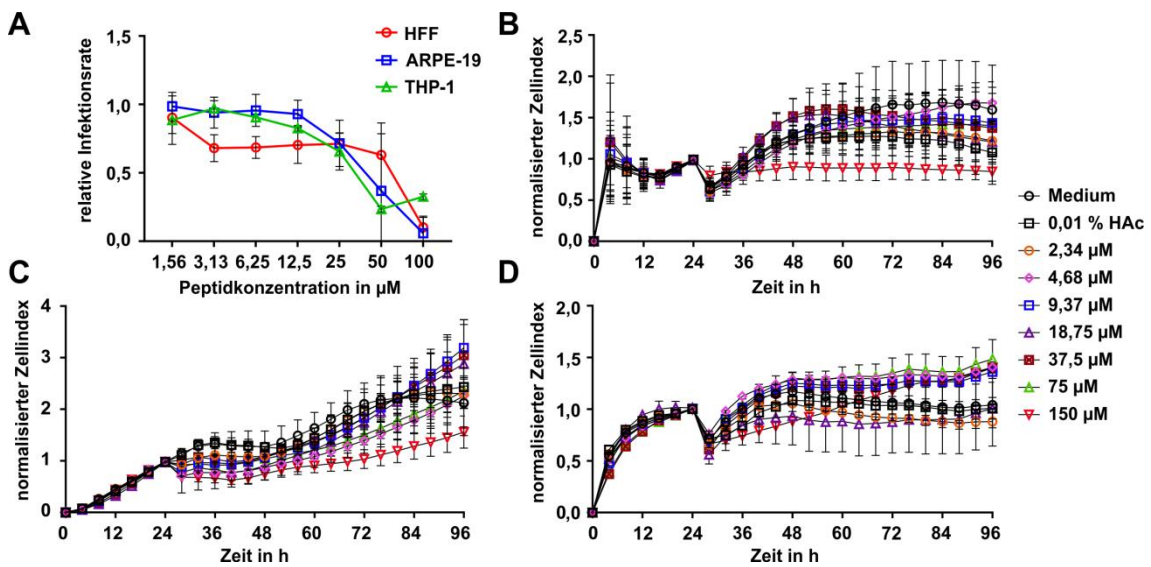 A
relative Infektionsrate
1,5
1,0
0,5
0,0
HFF
ARPE-19
THP-1
1,56 3,13 6,25 12,5 25 50 100
Peptidkonzentration in µM
B
normalisierter Zellindex
2,5
2,0
1,5
1,0
0,5
0,0
0 12 24 36 48 60 72 84 96
Zeit in h
Medium
0,01 % HAc
2,34 µM
4,68 µM
9,37 µM
18,75 µM
37,5 µM
75 µM
150 µM
C
normalisierter Zellindex
4
3
2
1
0
0 12 24 36 48 60 72 84 96
Zeit in h
D
normalisierter Zellindex
2,0
1,5
1,0
0,5
0,0
0 12 24 36 48 60 72 84 96
Zeit in h